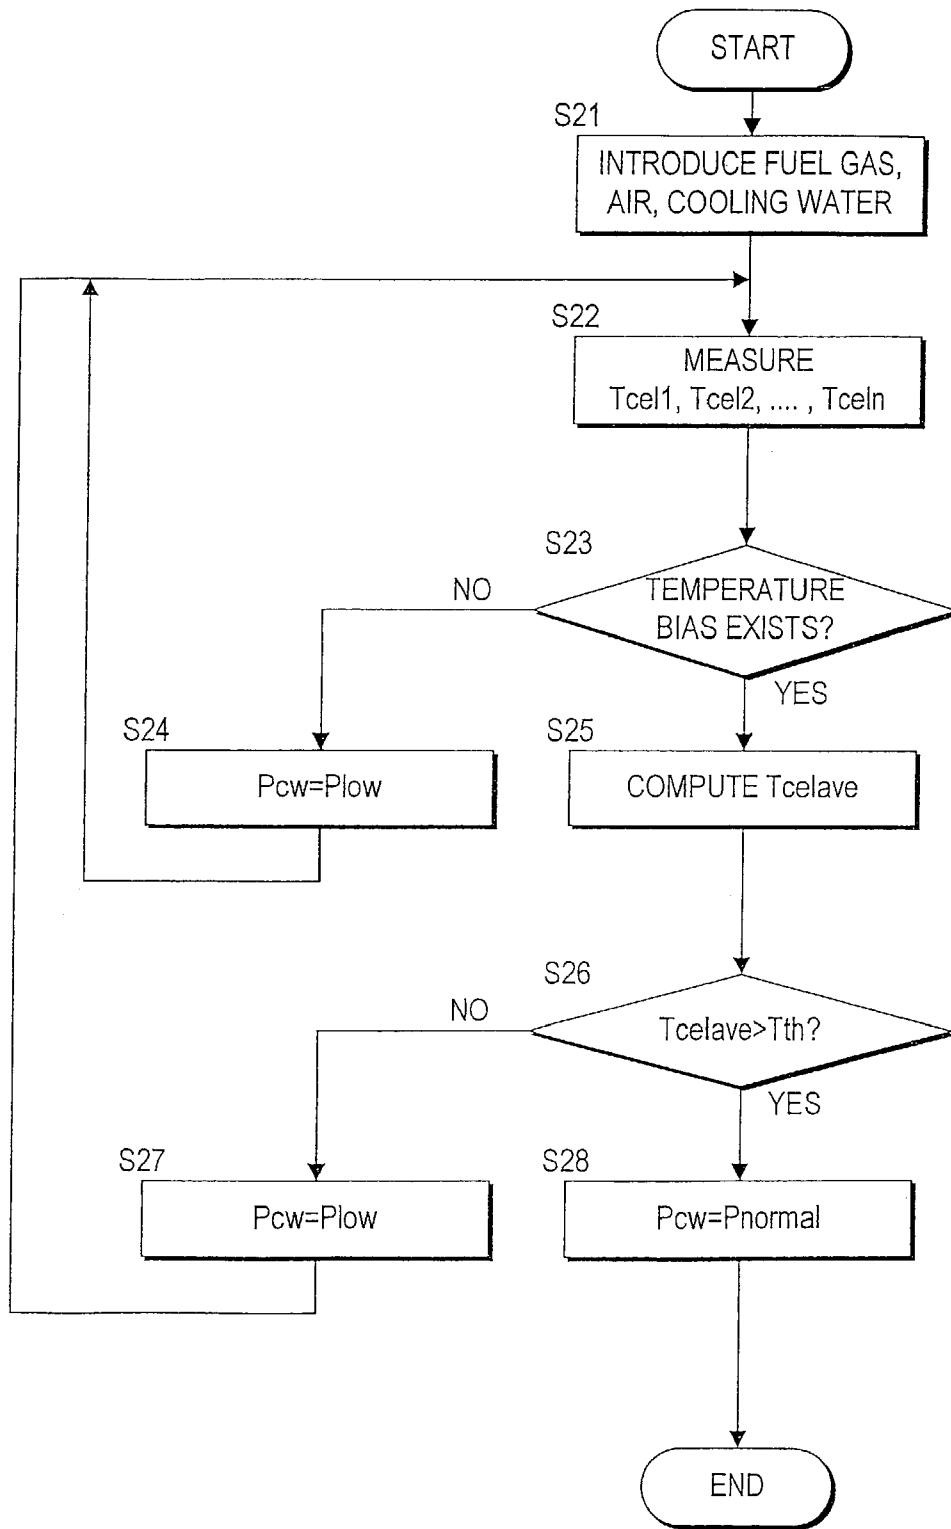 START
S21
INTRODUCE FUEL GAS,
AIR, COOLING WATER
S22
MEASURE
Tcel1, Tcel2, .... , Tceln
S23
TEMPERATURE
BIAS EXISTS?
NO
YES
S24
Pcw=Plow
S25
COMPUTE Tcelave
S26
Tcelave>Tth?
NO
YES
S27
Pcw=Plow
S28
Pcw=Pnormal
END